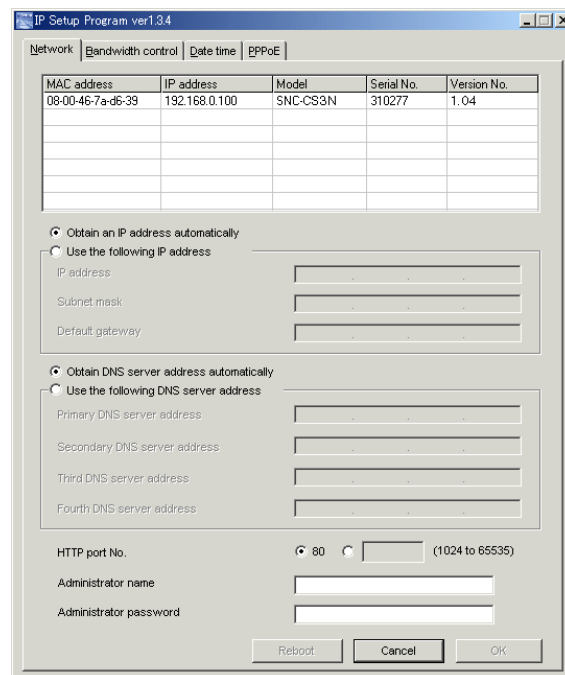 IP Setup Program ver1.3.4
Network Bandwidth control Date time PPPoE
MAC address IP address Model Serial No. Version No.
08-00-46-7a-d6-39 192.168.0.100 SNC-CS3N 310277 1.04
Obtain an IP address automatically
Use the following IP address
IP address
Subnet mask
Default gateway
Obtain DNS server address automatically
Use the following DNS server address
Primary DNS server address
Secondary DNS server address
Third DNS server address
Fourth DNS server address
HTTP port No. 80 (1024 to 65535)
Administrator name
Administrator password
Reboot Cancel OK